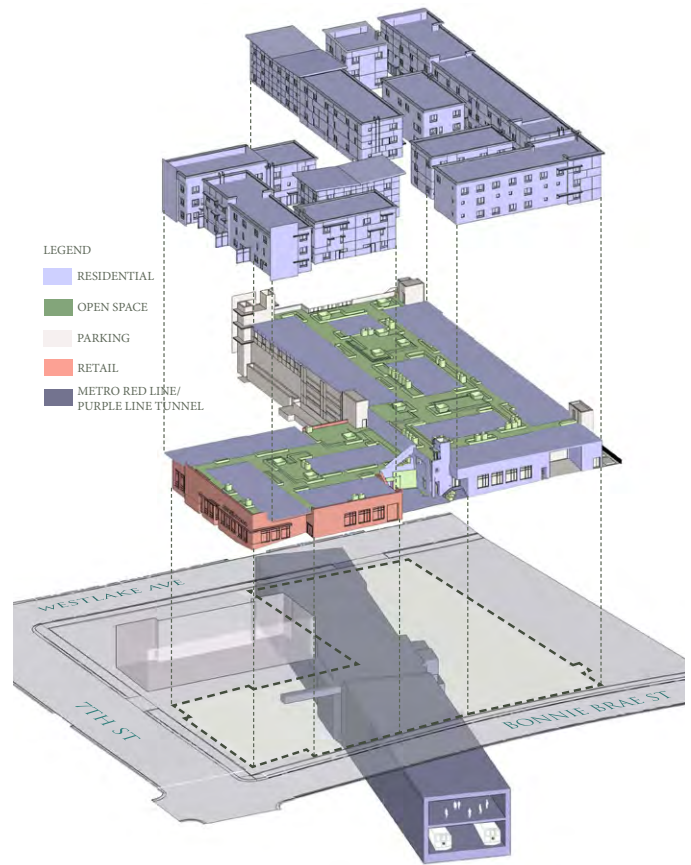 LEGEND
RESIDENTIAL
OPEN SPACE
PARKING
RETAIL
METRO RED LINE/
PURPLE LINE TUNNEL
WESTLAKE AVE
7TH ST
BONNIE BRAE ST